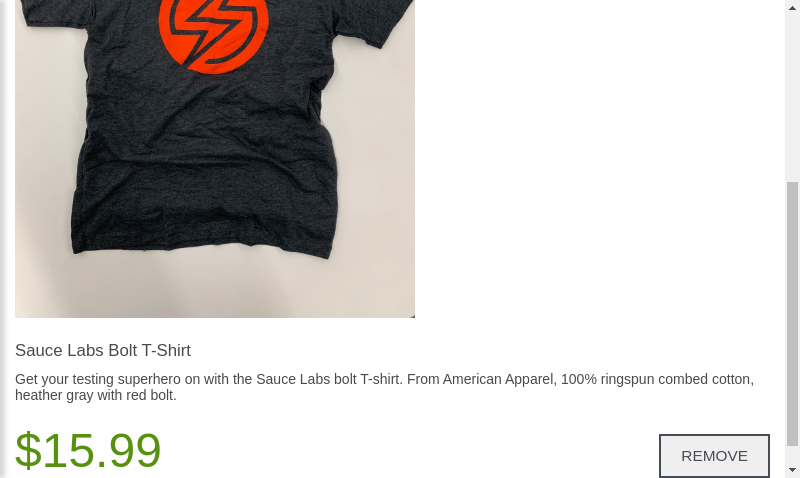 Sauce Labs Bolt T-Shirt
Get your testing superhero on with the Sauce Labs bolt T-shirt. From American Apparel, 100% ringspun combed cotton,
heather gray with red bolt.
$15.99
REMOVE